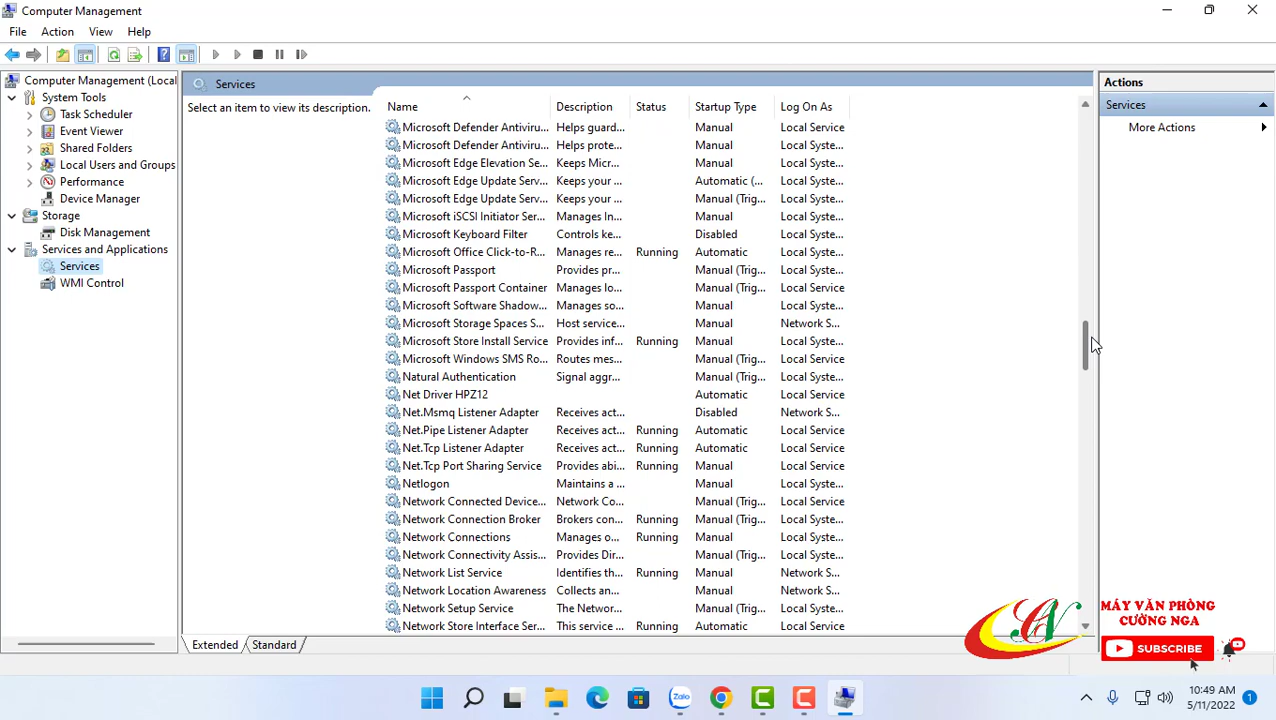 Computer Management
File Action View Help
Computer Management (Local
System Tools
Task Scheduler
Event Viewer
Shared Folders
Local Users and Groups
Performance
Device Manager
Storage
Disk Management
Services and Applications
Services
WMI Control
Services
Select an item to view its description.
Name Description Status Startup Type Log On As
Microsoft Defender Antiviru... Helps guard... Manual Local Service
Microsoft Defender Antiviru... Helps prote... Manual Local Syste...
Microsoft Edge Elevation Se... Keeps Micr... Manual Local Syste...
Microsoft Edge Update Serv... Keeps your ... Automatic (... Local Syste...
Microsoft Edge Update Serv... Keeps your ... Manual (Trig... Local Syste...
Microsoft iSCSI Initiator Ser... Manages In... Manual Local Syste...
Microsoft Keyboard Filter Controls ke... Disabled Local Syste...
Microsoft Office Click-to-R... Manages re... Running Automatic Local Syste...
Microsoft Passport Provides pr... Manual (Trig... Local Syste...
Microsoft Passport Container Manages lo... Manual (Trig... Local Service
Microsoft Software Shadow... Manages so... Manual Local Syste...
Microsoft Storage Spaces S... Host service... Manual Network S...
Microsoft Store Install Service Provides inf... Running Manual Local Syste...
Microsoft Windows SMS Ro... Routes mes... Manual (Trig... Local Service
Natural Authentication Signal aggr... Manual (Trig... Local Syste...
Net Driver HPZ12 Automatic Local Service
Net.Msmq Listener Adapter Receives act... Disabled Network S...
Net.Pipe Listener Adapter Receives act... Running Automatic Local Service
Net.Tcp Listener Adapter Receives act... Running Automatic Local Service
Net.Tcp Port Sharing Service Provides abi... Running Manual Local Service
Netlogon Maintains a ... Manual Local Syste...
Network Connected Device... Network Co... Manual (Trig... Local Service
Network Connection Broker Brokers con... Running Manual (Trig... Local Syste...
Network Connections Manages o... Running Manual Local Syste...
Network Connectivity Assis... Provides Dir... Manual (Trig... Local Syste...
Network List Service Identifies th... Running Manual Network S...
Network Location Awareness Collects an... Manual Network S...
Network Setup Service The Networ... Manual (Trig... Local Syste...
Network Store Interface Ser... This service ... Running Automatic Local Service
Extended Standard
Actions
Services
More Actions
MÁY VĂN PHÒNG
CƯỜNG NGA
SUBSCRIBE
Zalo
10:49 AM
5/11/2022
1